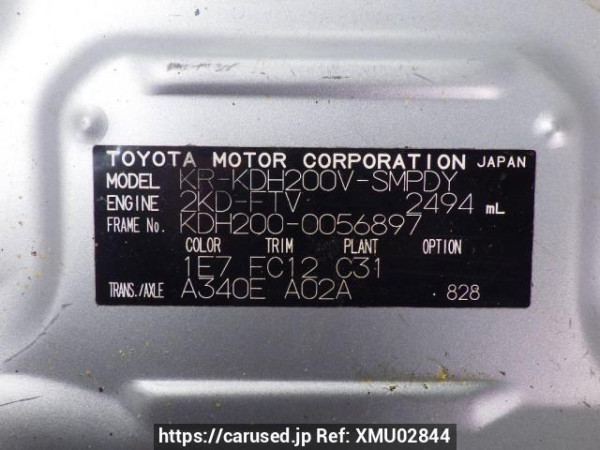 TOYOTA MOTOR CORPORATION JAPAN
MODEL KR-KDH200V-SMPDY
ENGINE 2KD-FTV 2494 mL
FRAME No. KDH200-0056897
COLOR TRIM PLANT OPTION
1E7 FC12 C31
TRANS./AXLE A340E A02A 828
https://carused.jp Ref: XMU02844